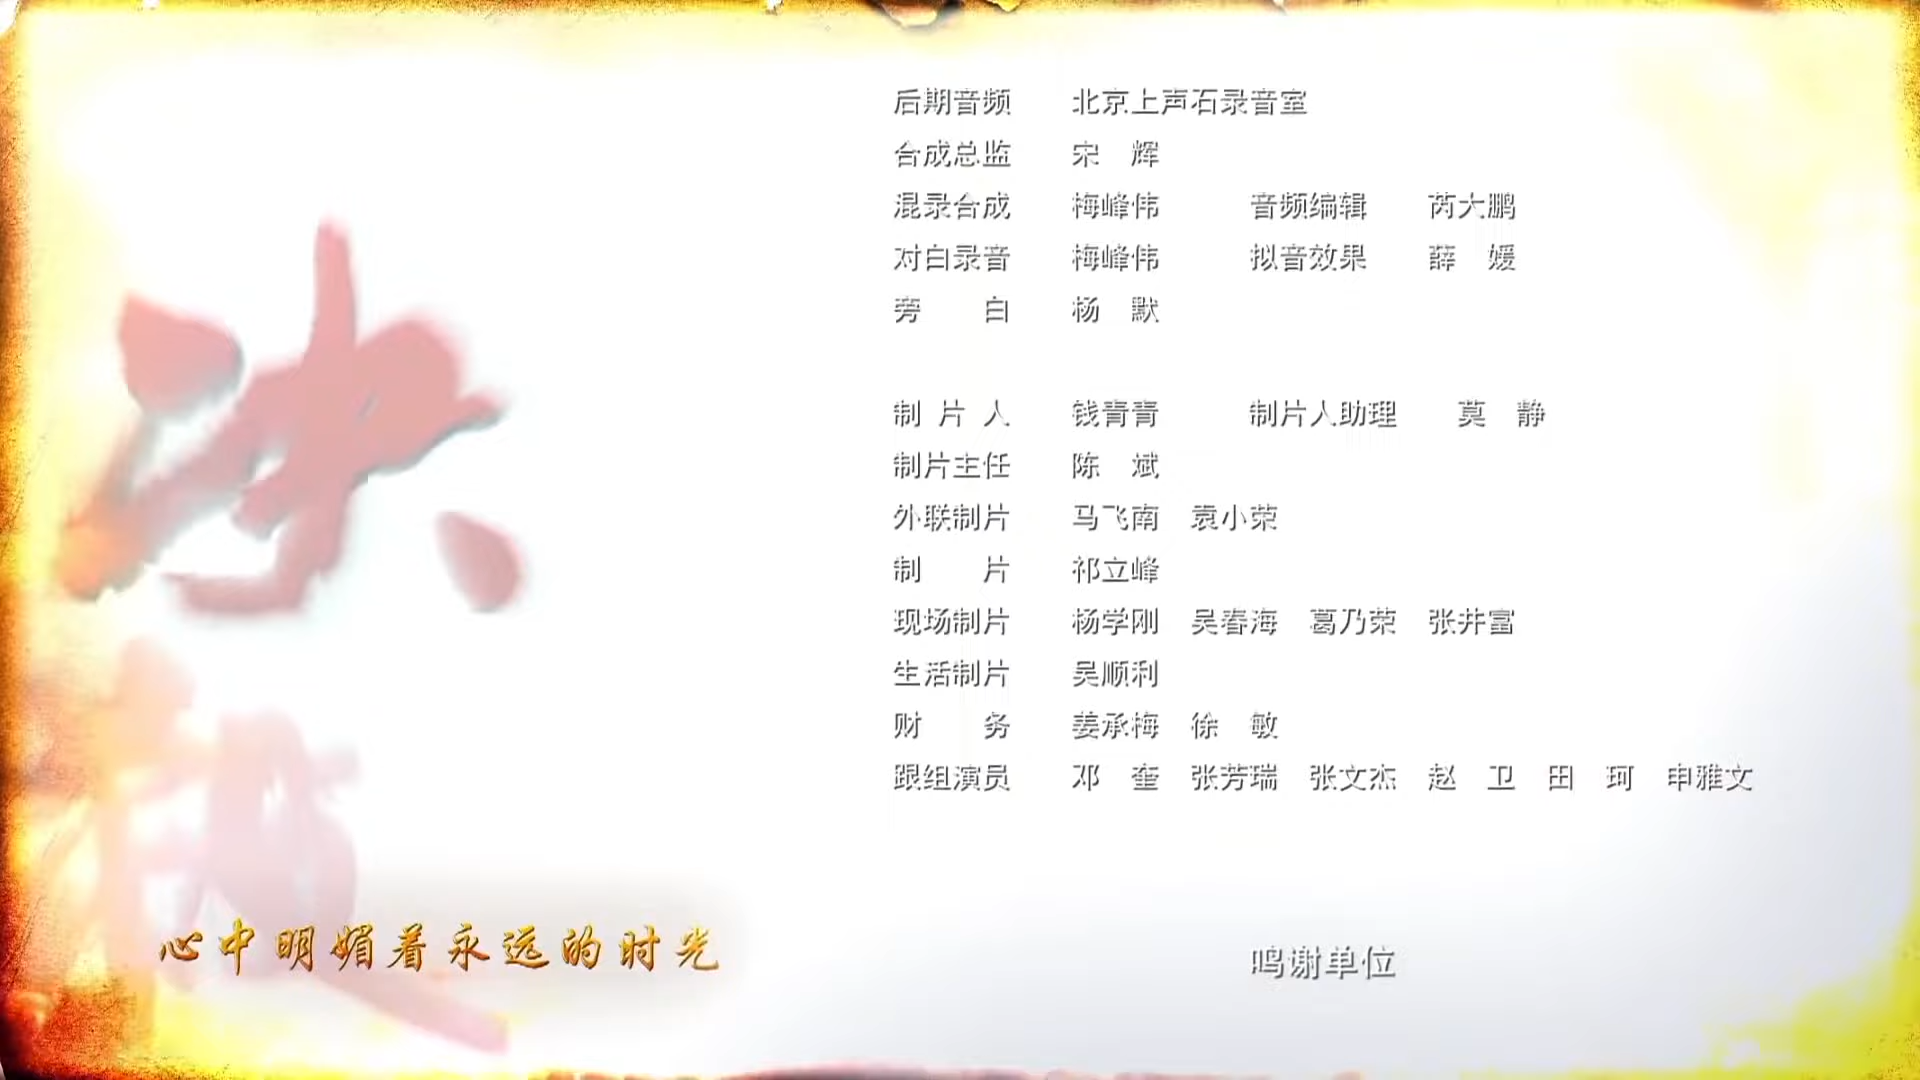 后期音频 北京上声石录音室
合成总监 宋 辉
混录合成 梅峰伟 音频编辑 芮大鹏
对白录音 梅峰伟 拟音效果 薛 媛
旁 白 杨 默
制 片 人 钱青青 制片人助理 莫 静
制片主任 陈 斌
外联制片 马飞南 袁小荣
制 片 祁立峰
现场制片 杨学刚 吴春海 葛乃荣 张井富
生活制片 吴顺利
财 务 姜承梅 徐 敏
跟组演员 邓 奎 张芳瑞 张文杰 赵 卫 田 珂 申雅文
心中明媚着永远的时光
鸣谢单位